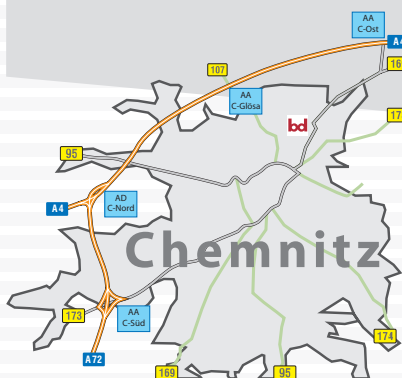 AA
C-Ost
A4
107
AA
C-Glösa
bd
95
A4
AD
C-Nord
Chemnitz
173
AA
C-Süd
A72
174
169
95